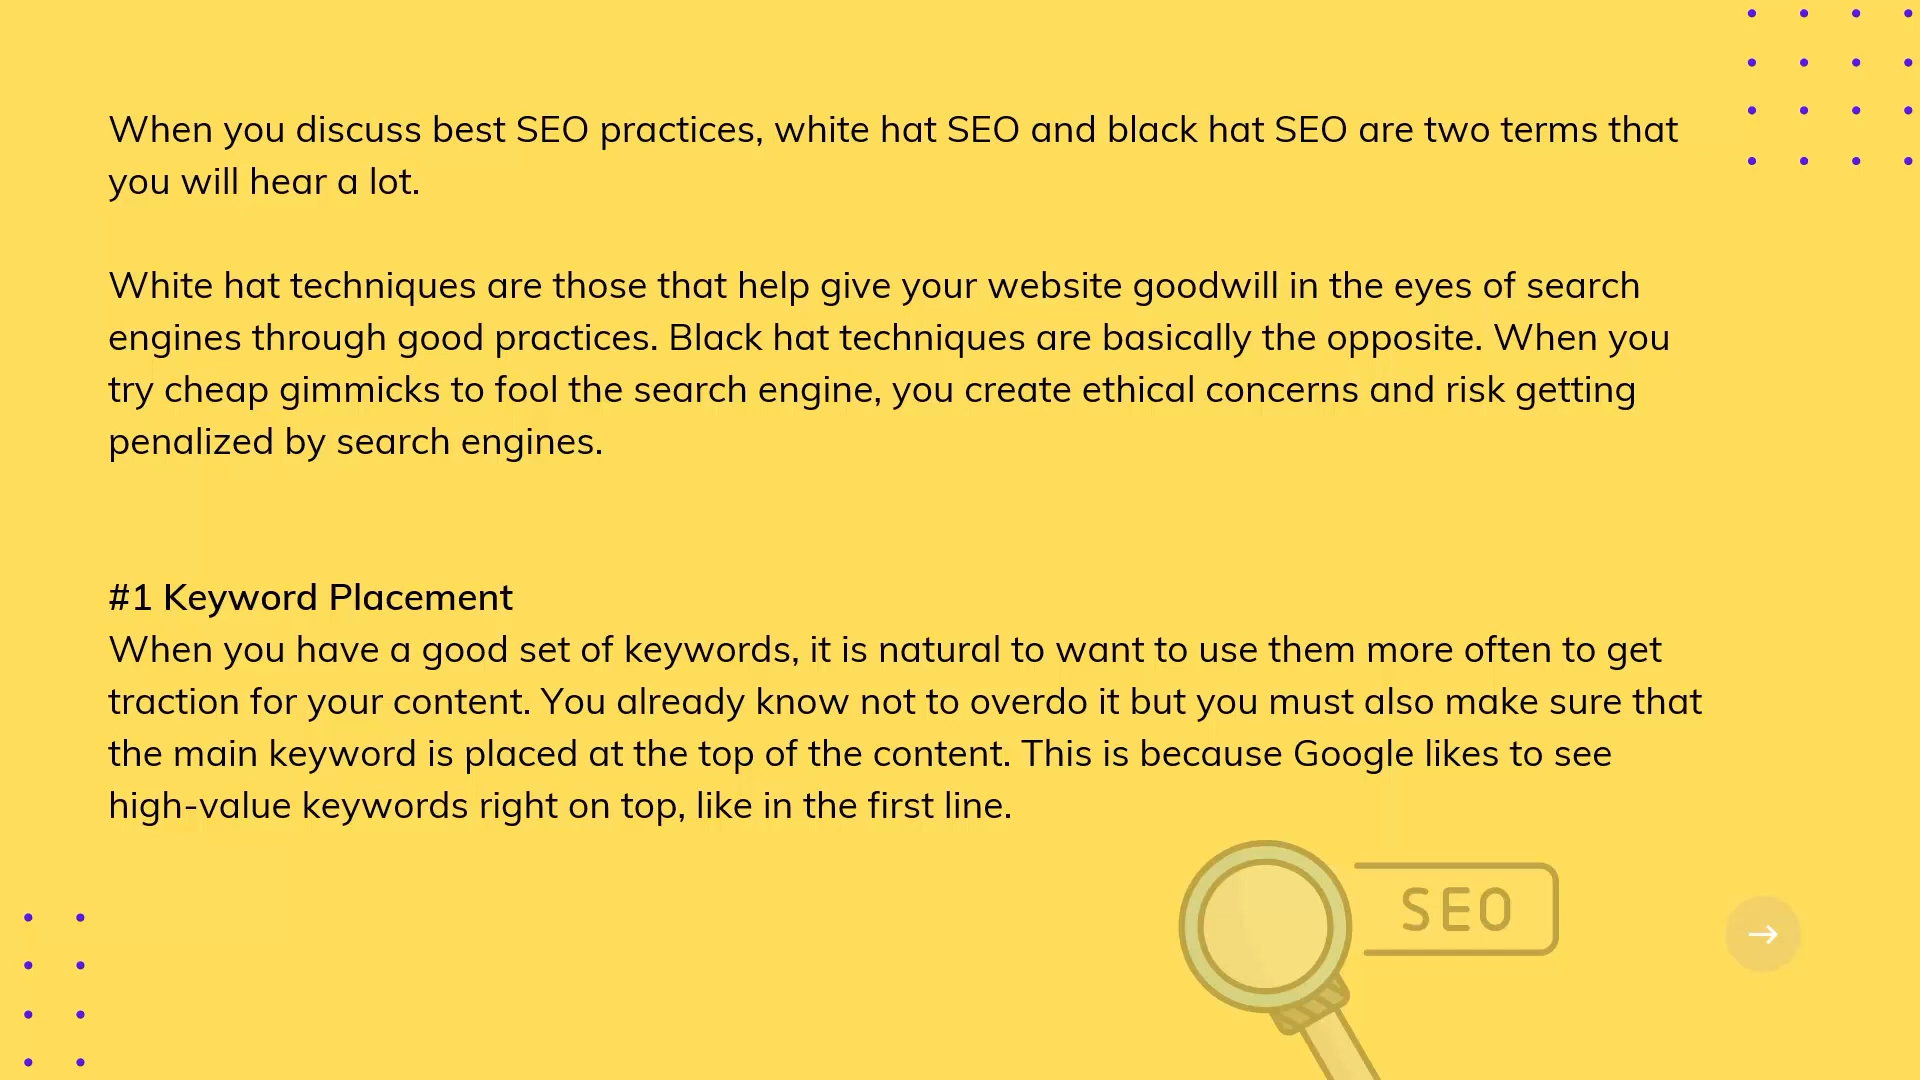 When you discuss best SEO practices, white hat SEO and black hat SEO are two terms that
you will hear a lot.
White hat techniques are those that help give your website goodwill in the eyes of search
engines through good practices. Black hat techniques are basically the opposite. When you
try cheap gimmicks to fool the search engine, you create ethical concerns and risk getting
penalized by search engines.
#1 Keyword Placement
When you have a good set of keywords, it is natural to want to use them more often to get
traction for your content. You already know not to overdo it but you must also make sure that
the main keyword is placed at the top of the content. This is because Google likes to see
high-value keywords right on top, like in the first line.
SEO